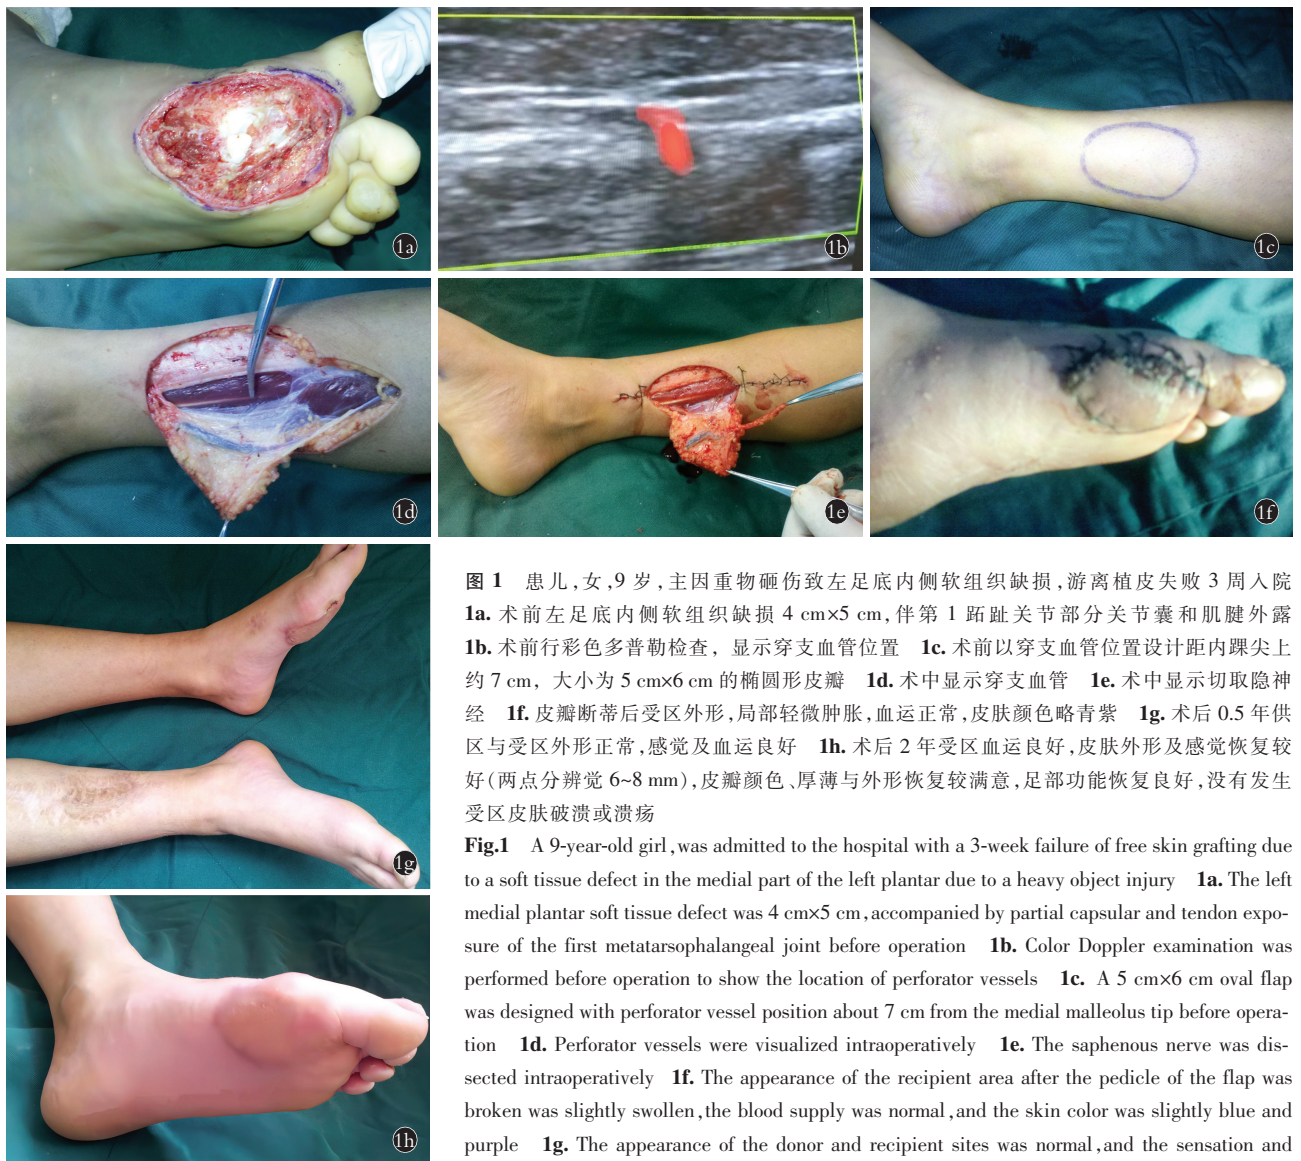 1a
1b
1c
1d
1e
1f
1g
1h
图 1 患儿,女,9 岁,主因重物砸伤致左足底内侧软组织缺损,游离植皮失败 3 周入院
1a. 术前左足底内侧软组织缺损 4 cm×5 cm,伴第 1 跖趾关节部分关节囊和肌腱外露
1b. 术前行彩色多普勒检查，显示穿支血管位置 1c. 术前以穿支血管位置设计距内踝尖上
约 7 cm，大小为 5 cm×6 cm 的椭圆形皮瓣 1d. 术中显示穿支血管 1e. 术中显示切取隐神
经 1f. 皮瓣断蒂后受区外形,局部轻微肿胀,血运正常,皮肤颜色略青紫 1g. 术后 0.5 年供
区与受区外形正常,感觉及血运良好 1h. 术后 2 年受区血运良好,皮肤外形及感觉恢复较
好(两点分辨觉 6~8 mm),皮瓣颜色、厚薄与外形恢复较满意,足部功能恢复良好,没有发生
受区皮肤破溃或溃疡
Fig.1 A 9-year-old girl,was admitted to the hospital with a 3-week failure of free skin grafting due
to a soft tissue defect in the medial part of the left plantar due to a heavy object injury 1a. The left
medial plantar soft tissue defect was 4 cm×5 cm,accompanied by partial capsular and tendon expo-
sure of the first metatarsophalangeal joint before operation 1b. Color Doppler examination was
performed before operation to show the location of perforator vessels 1c. A 5 cm×6 cm oval flap
was designed with perforator vessel position about 7 cm from the medial malleolus tip before opera-
tion 1d. Perforator vessels were visualized intraoperatively 1e. The saphenous nerve was dis-
sected intraoperatively 1f. The appearance of the recipient area after the pedicle of the flap was
broken was slightly swollen,the blood supply was normal,and the skin color was slightly blue and
purple 1g. The appearance of the donor and recipient sites was normal,and the sensation and